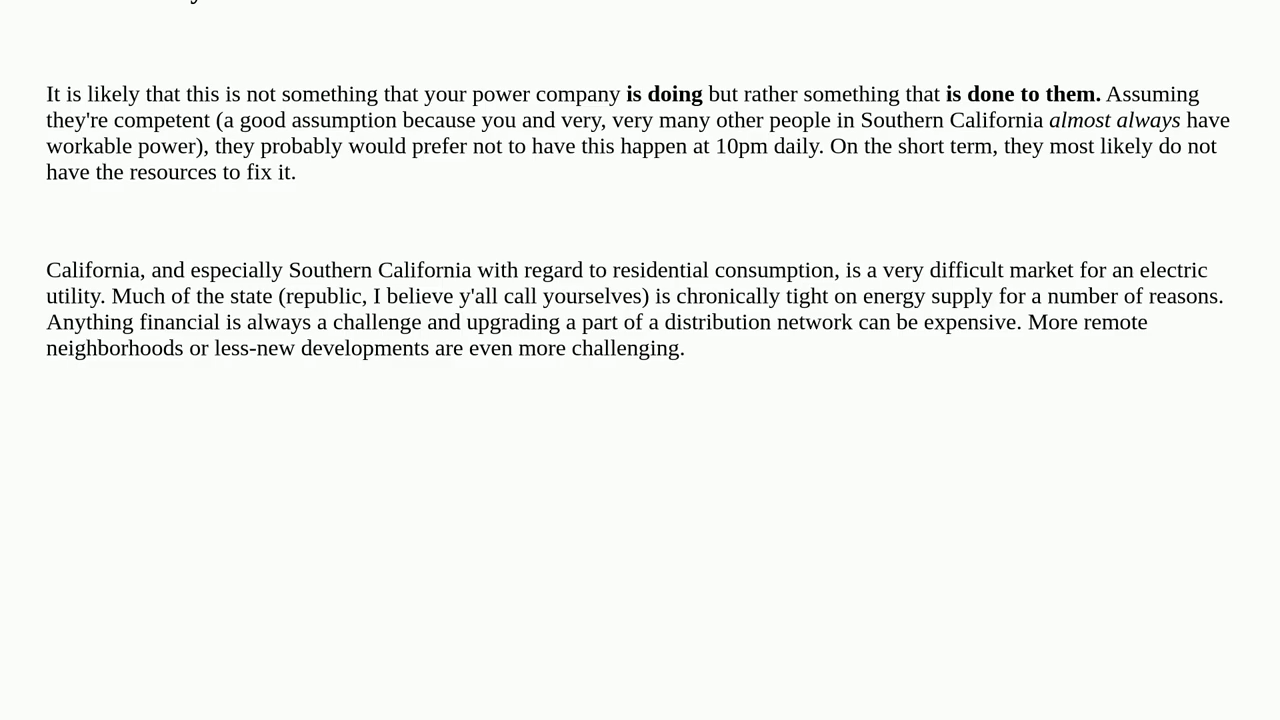 It is likely that this is not something that your power company is doing but rather something that is done to them. Assuming
they're competent (a good assumption because you and very, very many other people in Southern California almost always have
workable power), they probably would prefer not to have this happen at 10pm daily. On the short term, they most likely do not
have the resources to fix it.
California, and especially Southern California with regard to residential consumption, is a very difficult market for an electric
utility. Much of the state (republic, I believe y'all call yourselves) is chronically tight on energy supply for a number of reasons.
Anything financial is always a challenge and upgrading a part of a distribution network can be expensive. More remote
neighborhoods or less-new developments are even more challenging.